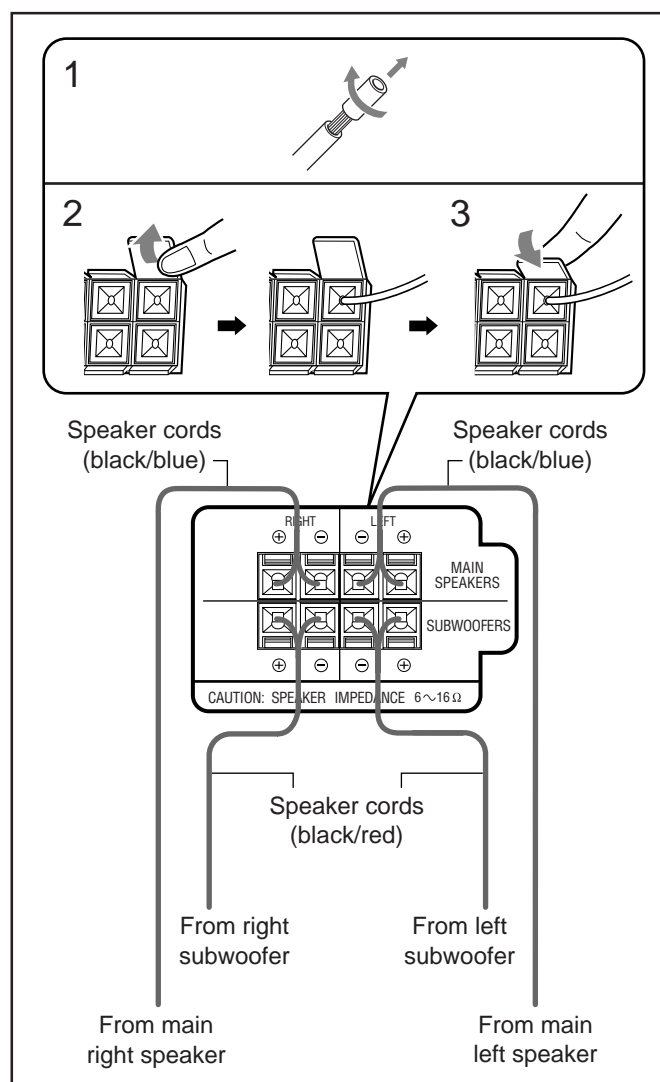 1
2
3
Speaker cords
(black/blue)
Speaker cords
(black/blue)
RIGHT LEFT
⊕ ⊖ ⊖ ⊕
MAIN
SPEAKERS
SUBWOOFERS
⊕ ⊖ ⊖ ⊕
CAUTION: SPEAKER IMPEDANCE 6～16 Ω
Speaker cords
(black/red)
From right
subwoofer
From left
subwoofer
From main
right speaker
From main
left speaker